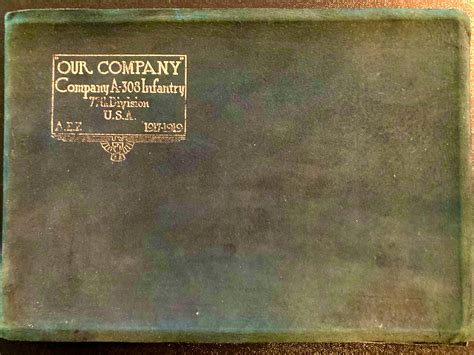 "OUR COMPANY"
Company A-308 Infantry
77th Division
U.S.A.
A.E.F. 1917-1919